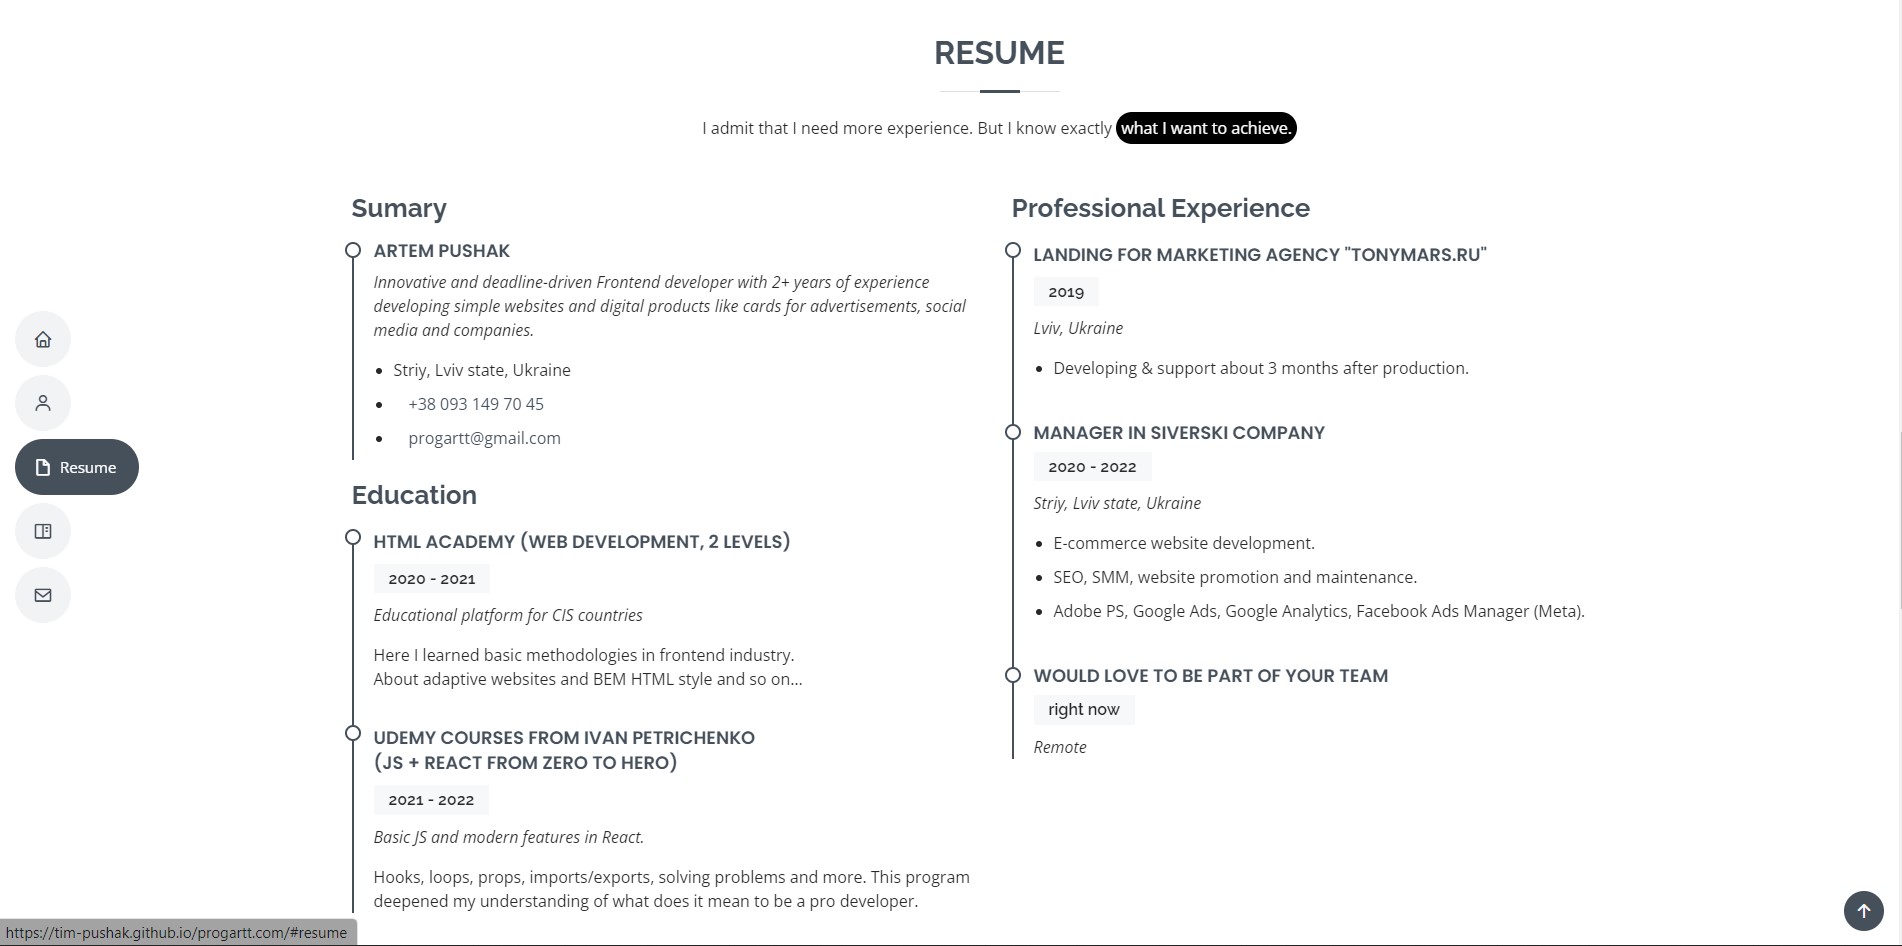 RESUME
I admit that I need more experience. But I know exactly what I want to achieve.
Sumary
ARTEM PUSHAK
Innovative and deadline-driven Frontend developer with 2+ years of experience
developing simple websites and digital products like cards for advertisements, social
media and companies.
Striy, Lviv state, Ukraine
+38 093 149 70 45
progartt@gmail.com
Education
HTML ACADEMY (WEB DEVELOPMENT, 2 LEVELS)
2020 - 2021
Educational platform for CIS countries
Here I learned basic methodologies in frontend industry.
About adaptive websites and BEM HTML style and so on...
UDEMY COURSES FROM IVAN PETRICHENKO
(JS + REACT FROM ZERO TO HERO)
2021 - 2022
Basic JS and modern features in React.
Hooks, loops, props, imports/exports, solving problems and more. This program
deepened my understanding of what does it mean to be a pro developer.
Professional Experience
LANDING FOR MARKETING AGENCY "TONYMARS.RU"
2019
Lviv, Ukraine
Developing & support about 3 months after production.
MANAGER IN SIVERSKI COMPANY
2020 - 2022
Striy, Lviv state, Ukraine
E-commerce website development.
SEO, SMM, website promotion and maintenance.
Adobe PS, Google Ads, Google Analytics, Facebook Ads Manager (Meta).
WOULD LOVE TO BE PART OF YOUR TEAM
right now
Remote
Resume
https://tim-pushak.github.io/progartt.com/#resume